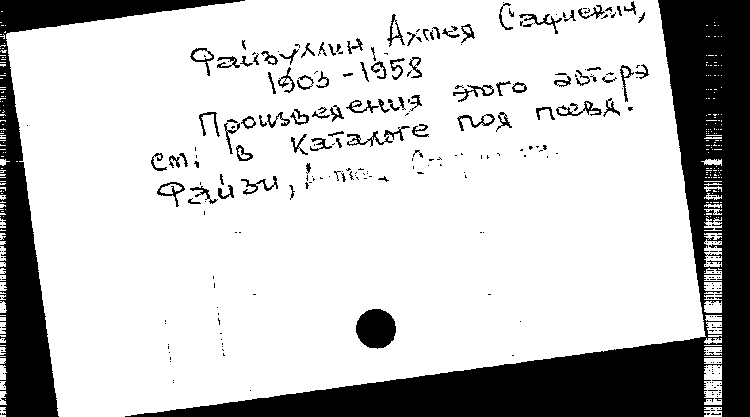 Файзуллин, Ахмед Сафиевич,
1903-1958
Произведения этого автора
см. в каталоге под псевд.:
Файзи,